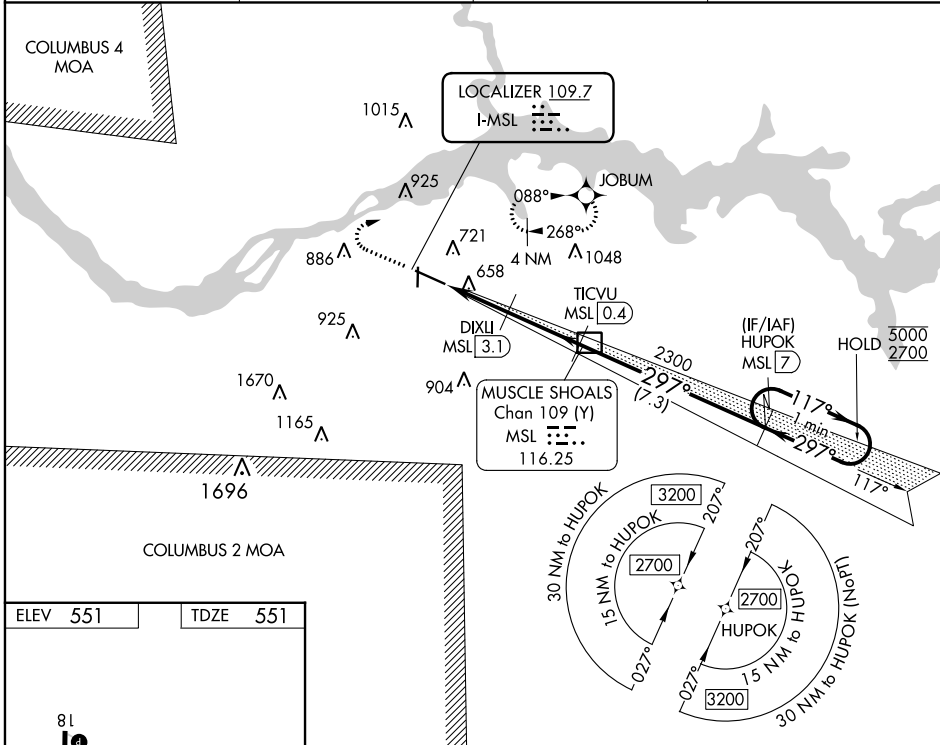 COLUMBUS 4
MOA
LOCALIZER 109.7
I-MSL
1015
925
JOBUM
088°
268°
4 NM
721
1048
886
658
TICVU
MSL 0.4
DIXLI
MSL 3.1
925
(IF/IAF)
HUPOK
MSL 7
HOLD
5000
2700
2300
297°
(7.3)
117°
1 min
297°
117°
904
MUSCLE SHOALS
Chan 109 (Y)
MSL
116.25
1670
1165
1696
COLUMBUS 2 MOA
30 NM to HUPOK
3200
207°
15 NM to HUPOK
2700
027°
207°
2700
HUPOK
15 NM to HUPOK
027°
3200
30 NM to HUPOK (NoPT)
ELEV 551
TDZE 551
18
P